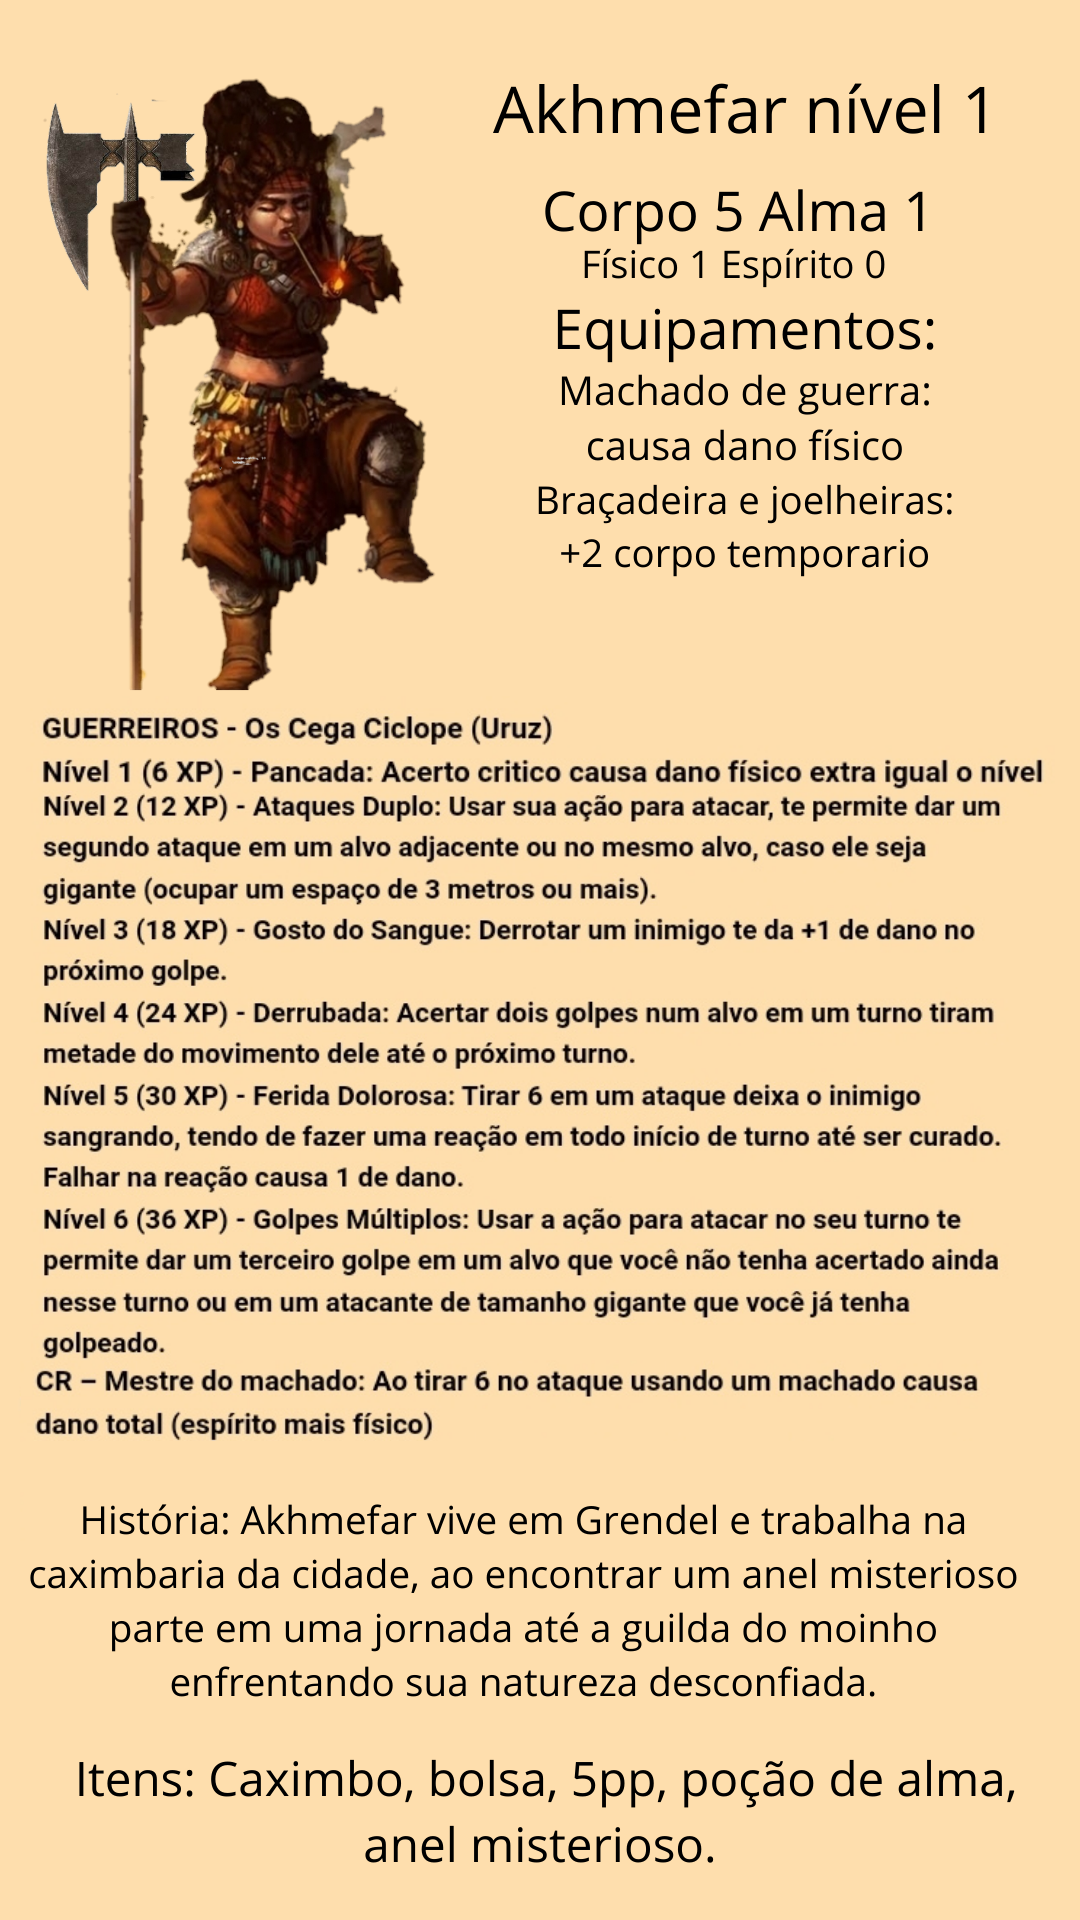 Akhmefar nível 1
Corpo 5 Alma 1
Físico 1 Espírito 0
Equipamentos:
Machado de guerra:
causa dano físico
Braçadeira e joelheiras:
+2 corpo temporario
GUERREIROS - Os Cega Ciclope (Uruz)
Nível 1 (6 XP) - Pancada: Acerto critico causa dano físico extra igual o nível
Nível 2 (12 XP) - Ataques Duplo: Usar sua ação para atacar, te permite dar um
segundo ataque em um alvo adjacente ou no mesmo alvo, caso ele seja
gigante (ocupar um espaço de 3 metros ou mais).
Nível 3 (18 XP) - Gosto do Sangue: Derrotar um inimigo te da +1 de dano no
próximo golpe.
Nível 4 (24 XP) - Derrubada: Acertar dois golpes num alvo em um turno tiram
metade do movimento dele até o próximo turno.
Nível 5 (30 XP) - Ferida Dolorosa: Tirar 6 em um ataque deixa o inimigo
sangrando, tendo de fazer uma reação em todo início de turno até ser curado.
Falhar na reação causa 1 de dano.
Nível 6 (36 XP) - Golpes Múltiplos: Usar a ação para atacar no seu turno te
permite dar um terceiro golpe em um alvo que você não tenha acertado ainda
nesse turno ou em um atacante de tamanho gigante que você já tenha
golpeado.
CR – Mestre do machado: Ao tirar 6 no ataque usando um machado causa
dano total (espírito mais físico)
História: Akhmefar vive em Grendel e trabalha na
caximbaria da cidade, ao encontrar um anel misterioso
parte em uma jornada até a guilda do moinho
enfrentando sua natureza desconfiada.
Itens: Caximbo, bolsa, 5pp, poção de alma,
anel misterioso.